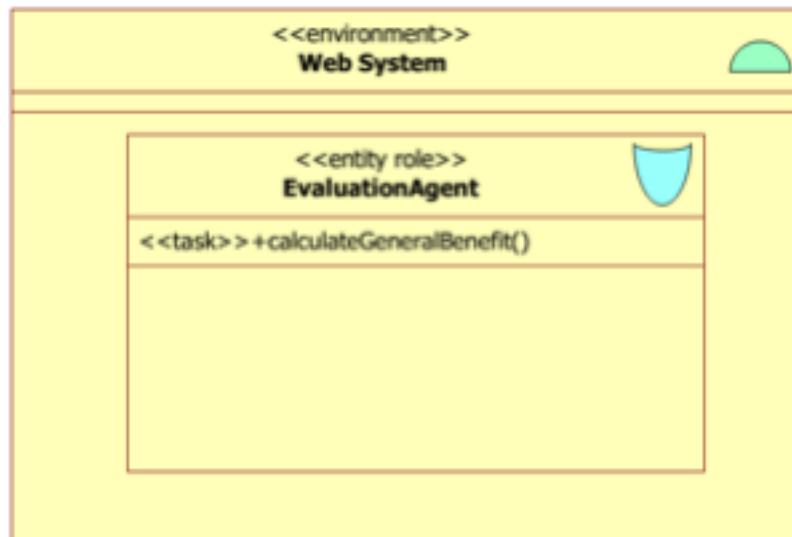 <<environment>>
Web System
<<entity role>>
EvaluationAgent
<<task>>+calculateGeneralBenefit()